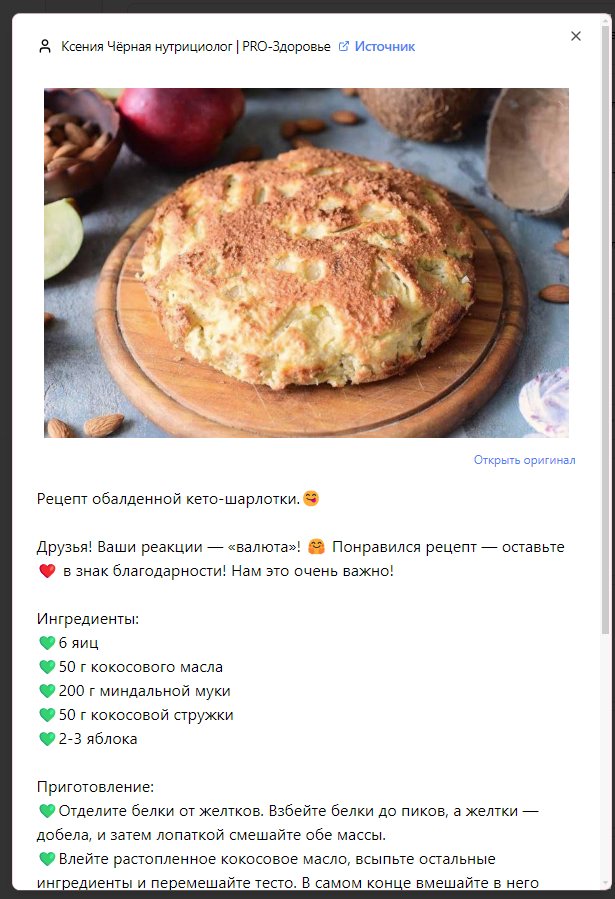 Ксения Чёрная нутрициолог | PRO-Здоровье Источник
Открыть оригинал
Рецепт обалденной кето-шарлотки.😋
Друзья! Ваши реакции — «валюта»! 🤗 Понравился рецепт — оставьте
❤️ в знак благодарности! Нам это очень важно!
Ингредиенты:
💚6 яиц
💚50 г кокосового масла
💚200 г миндальной муки
💚50 г кокосовой стружки
💚2-3 яблока
Приготовление:
💚Отделите белки от желтков. Взбейте белки до пиков, а желтки —
добела, и затем лопаткой смешайте обе массы.
💚Влейте растопленное кокосовое масло, всыпьте остальные
ингредиенты и перемешайте тесто. В самом конце вмешайте в него